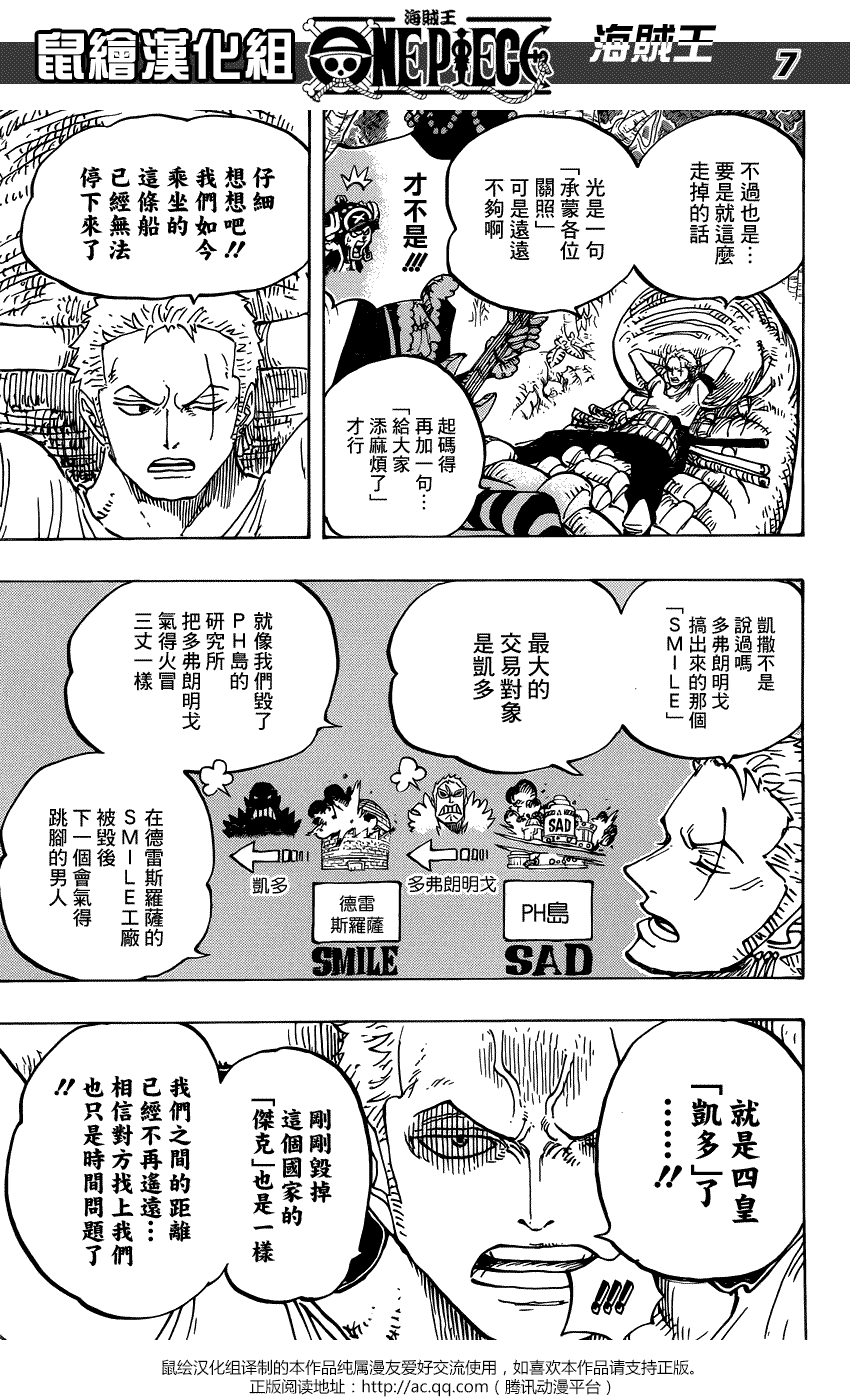 鼠繪漢化組
海賊王
ONE PIECE
海賊王
7
不過也是…
要是就這麼
走掉的話
光是一句
「承蒙各位
關照」
可是遠遠
不夠啊
才不是!!!
起碼得
再加一句…
「給大家
添麻煩了」
才行
仔細
想想吧!!
我們如今
乘坐的
這條船
已經無法
停下來了
凱撒不是
說過嗎
多弗朗明戈
搞出來的那個
「SMILE」
最大的
交易對象
是凱多
就像我們毀了
PH島的
研究所
把多弗朗明戈
氣得火冒
三丈一樣
在德雷斯羅薩的
SMILE工廠
被毀後
下一個會氣得
跳腳的男人
SAD
PH島
SAD
多弗朗明戈
德雷
斯羅薩
SMILE
凱多
就是四皇
「凱多」了
……!!
!!!
剛剛毀掉
這個國家的
「傑克」也是一樣
我們之間的距離
已經不再遙遠…
相信對方找上我們
也只是時間問題了
!!
鼠绘汉化组译制的本作品纯属漫友爱好交流使用，如喜欢本作品请支持正版。
正版阅读地址：http://ac.qq.com（腾讯动漫平台）